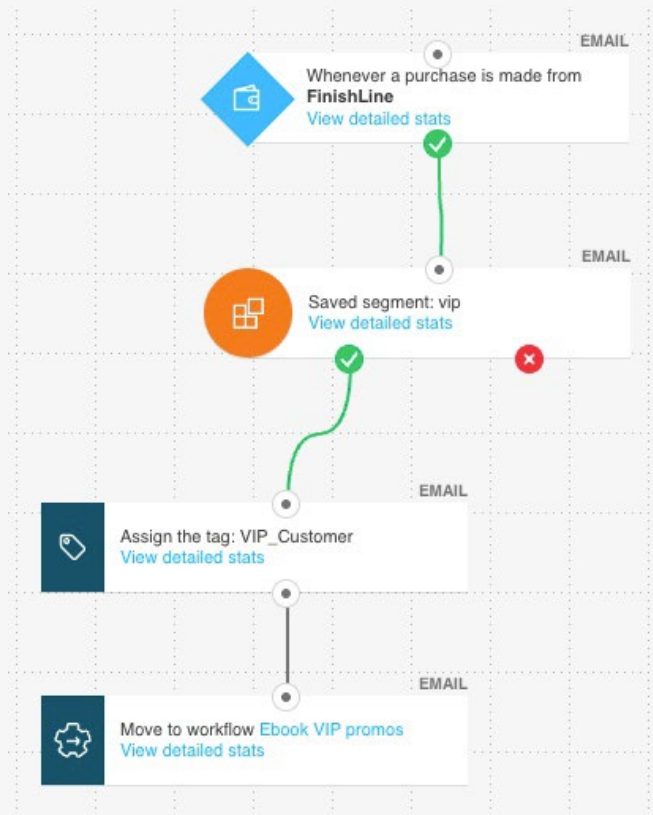 EMAIL
Whenever a purchase is made from
FinishLine
View detailed stats
EMAIL
Saved segment: vip
View detailed stats
EMAIL
Assign the tag: VIP_Customer
View detailed stats
EMAIL
Move to workflow Ebook VIP promos
View detailed stats